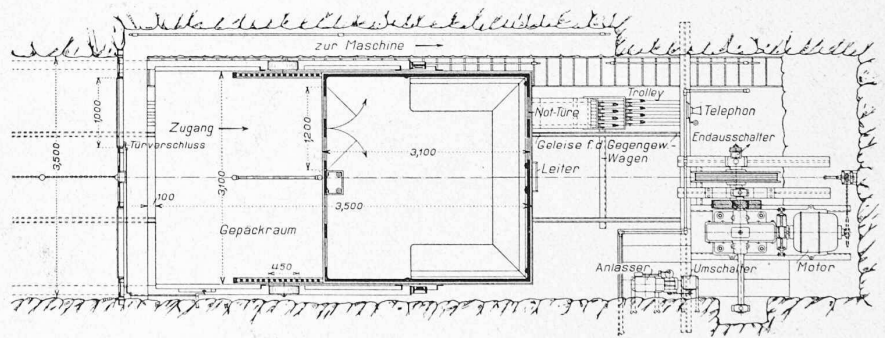 zur Maschine
Zugang
Türverschluss
1,000
3,500
100
3,100
1,200
3,100
3,500
Gepäckraum
450
Not-Türe
Trolley
Telephon
Endausschalter
Geleise f. d. Gegengew.-
Wagen
Leiter
Anlasser
Umschalter
Motor